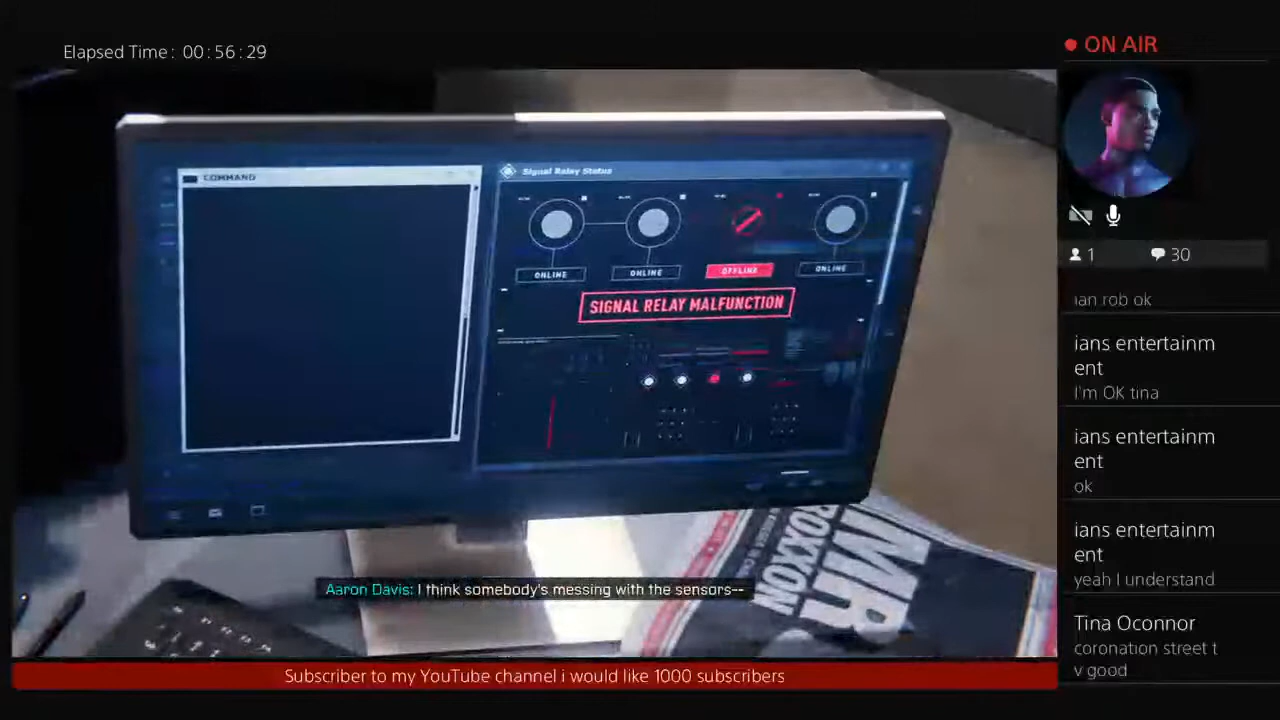 Elapsed Time: 00:56:29
ON AIR
1
30
COMMAND
Signal Relay Status
ONLINE
ONLINE
OFFLINE
ONLINE
SIGNAL RELAY MALFUNCTION
MR
ROXXON
Aaron Davis: I think somebody's messing with the sensors--
Subscriber to my YouTube channel i would like 1000 subscribers
ian rob ok
ians entertainm
ent
I'm OK tina
ians entertainm
ent
ok
ians entertainm
ent
yeah I understand
Tina Oconnor
coronation street t
v good